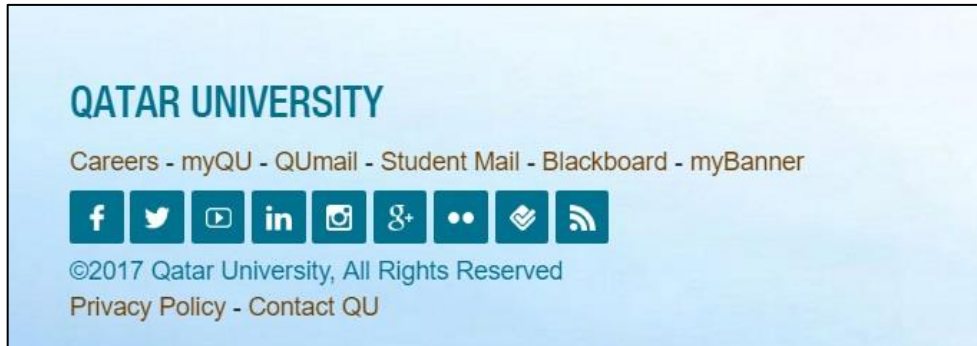 QATAR UNIVERSITY
Careers - myQU - QUmail - Student Mail - Blackboard - myBanner
f in g+
©2017 Qatar University, All Rights Reserved
Privacy Policy - Contact QU